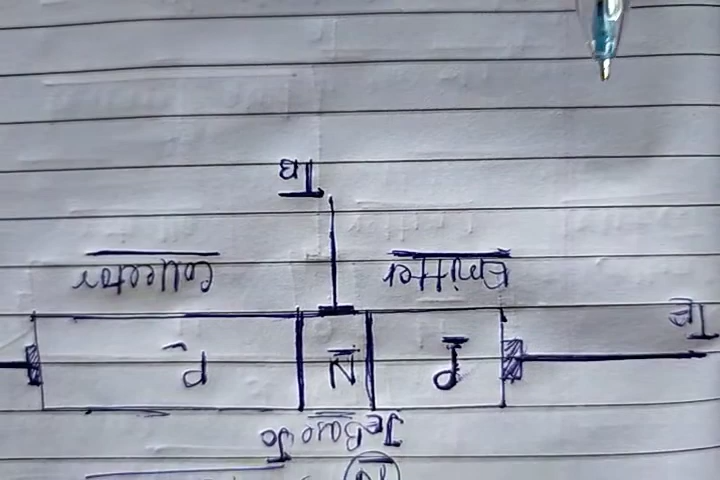 Je Base Jc
P N P
IE
Emitter Collector
IB